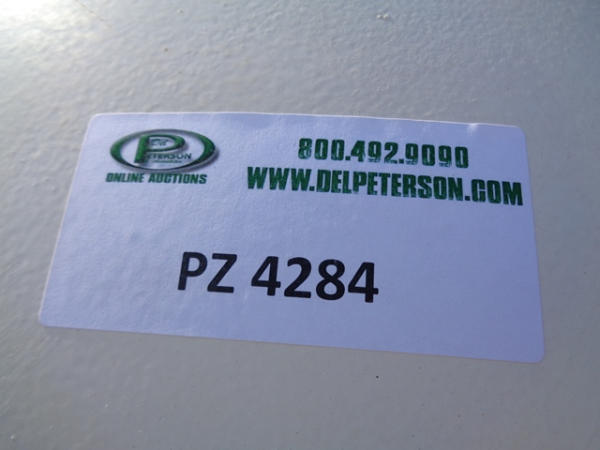 PETERSON
ONLINE AUCTIONS
800.492.9090
WWW.DELPETERSON.COM
PZ 4284